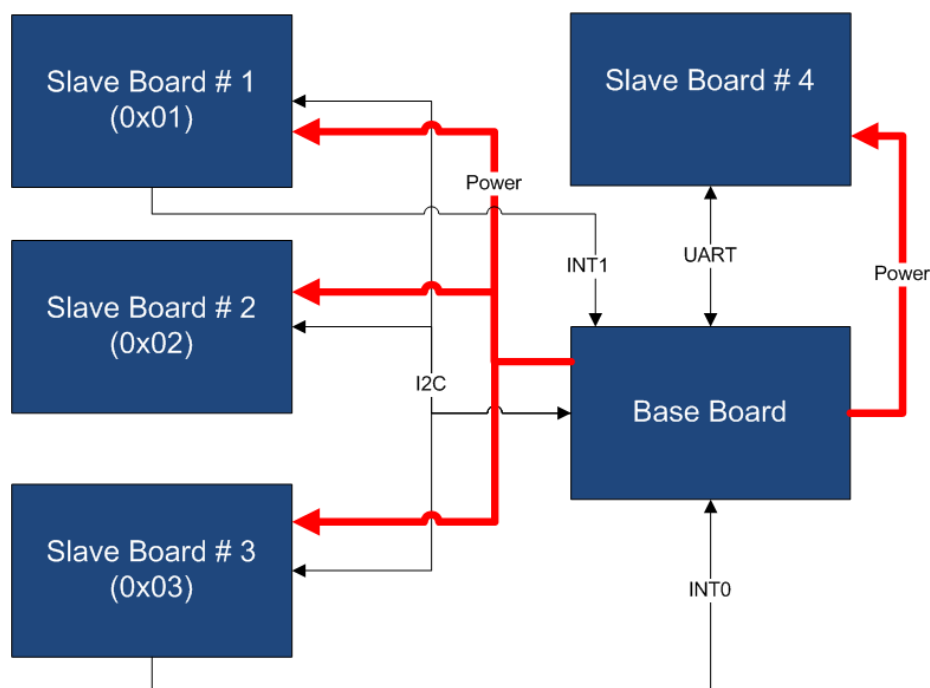 Slave Board # 1
(0x01)
Slave Board # 4
Power
INT1
UART
Power
Slave Board # 2
(0x02)
I2C
Base Board
Slave Board # 3
(0x03)
INT0